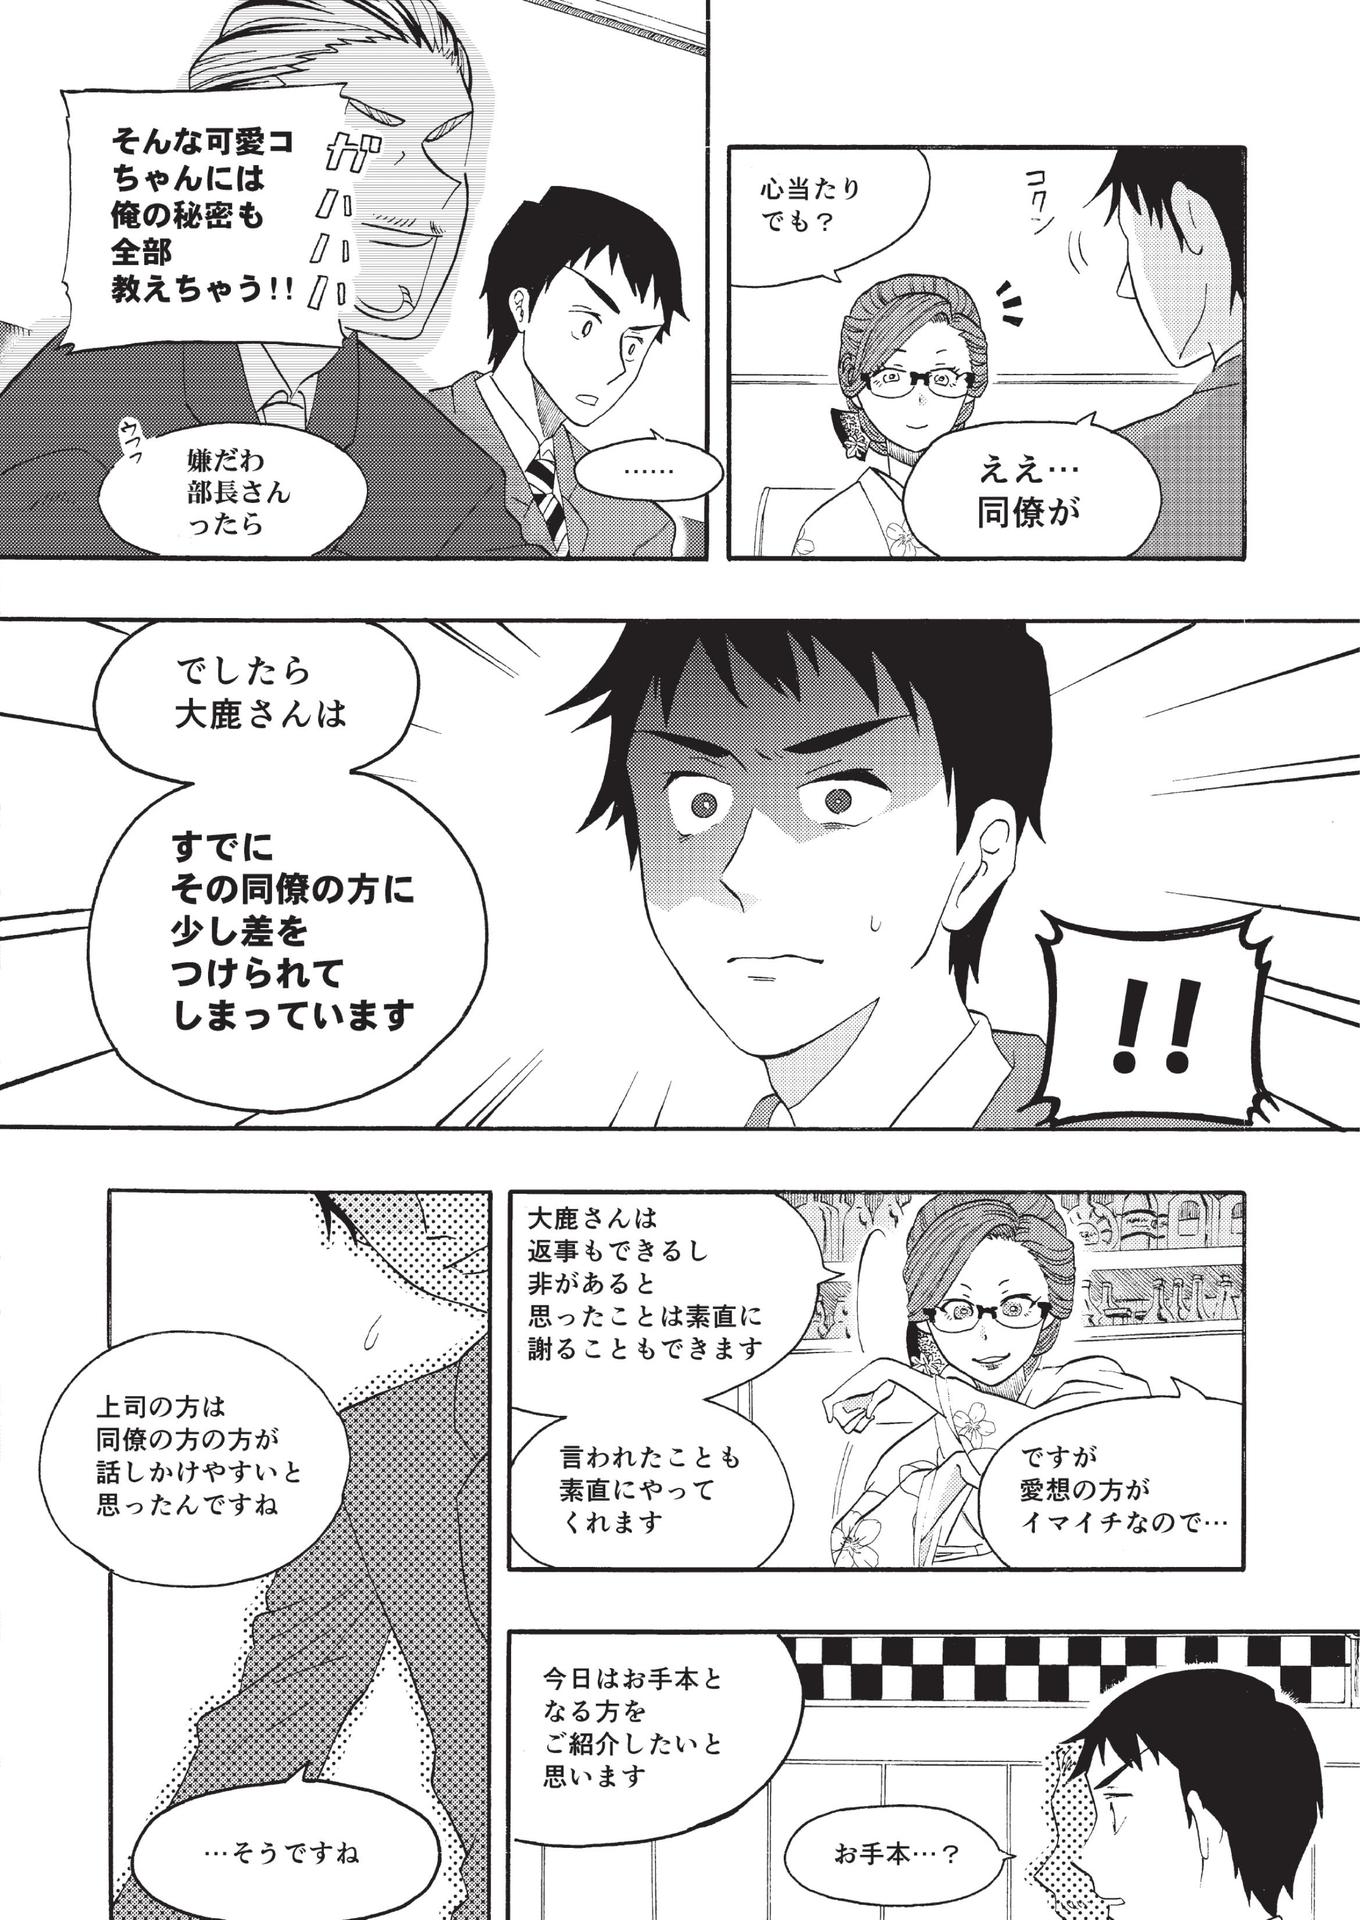 そんな可愛コ
ちゃんには
俺の秘密も
全部
教えちゃう!!
ガハハハハ
ウフフ
嫌だわ
部長さん
ったら
……
心当たり
でも？
コクン
ええ…
同僚が
でしたら
大鹿さんは
すでに
その同僚の方に
少し差を
つけられて
しまっています
!!
上司の方は
同僚の方の方が
話しかけやすいと
思ったんですね
…そうですね
大鹿さんは
返事もできるし
非があると
思ったことは素直に
謝ることもできます
言われたことも
素直にやって
くれます
ですが
愛想の方が
イマイチなので…
今日はお手本と
なる方を
ご紹介したいと
思います
お手本…？